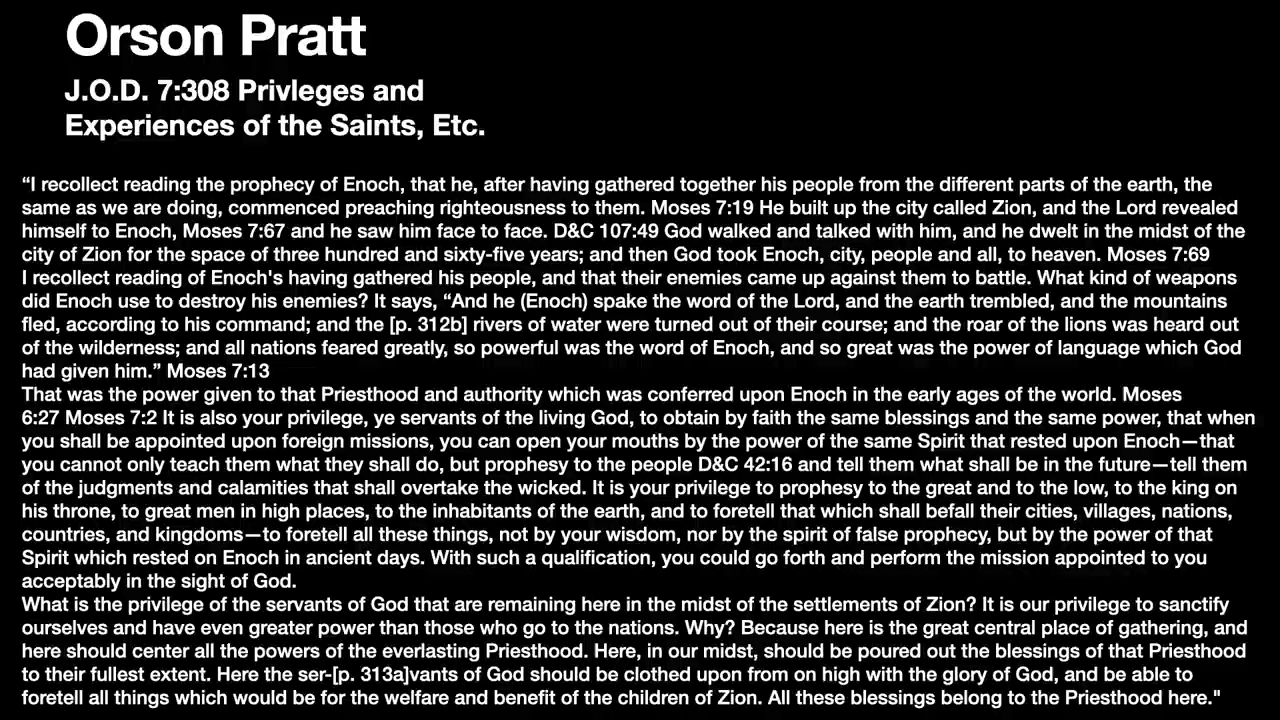 Orson Pratt
J.O.D. 7:308 Privleges and
Experiences of the Saints, Etc.
“I recollect reading the prophecy of Enoch, that he, after having gathered together his people from the different parts of the earth, the
same as we are doing, commenced preaching righteousness to them. Moses 7:19 He built up the city called Zion, and the Lord revealed
himself to Enoch, Moses 7:67 and he saw him face to face. D&C 107:49 God walked and talked with him, and he dwelt in the midst of the
city of Zion for the space of three hundred and sixty-five years; and then God took Enoch, city, people and all, to heaven. Moses 7:69
I recollect reading of Enoch's having gathered his people, and that their enemies came up against them to battle. What kind of weapons
did Enoch use to destroy his enemies? It says, “And he (Enoch) spake the word of the Lord, and the earth trembled, and the mountains
fled, according to his command; and the [p. 312b] rivers of water were turned out of their course; and the roar of the lions was heard out
of the wilderness; and all nations feared greatly, so powerful was the word of Enoch, and so great was the power of language which God
had given him.” Moses 7:13
That was the power given to that Priesthood and authority which was conferred upon Enoch in the early ages of the world. Moses
6:27 Moses 7:2 It is also your privilege, ye servants of the living God, to obtain by faith the same blessings and the same power, that when
you shall be appointed upon foreign missions, you can open your mouths by the power of the same Spirit that rested upon Enoch—that
you cannot only teach them what they shall do, but prophesy to the people D&C 42:16 and tell them what shall be in the future—tell them
of the judgments and calamities that shall overtake the wicked. It is your privilege to prophesy to the great and to the low, to the king on
his throne, to great men in high places, to the inhabitants of the earth, and to foretell that which shall befall their cities, villages, nations,
countries, and kingdoms—to foretell all these things, not by your wisdom, nor by the spirit of false prophecy, but by the power of that
Spirit which rested on Enoch in ancient days. With such a qualification, you could go forth and perform the mission appointed to you
acceptably in the sight of God.
What is the privilege of the servants of God that are remaining here in the midst of the settlements of Zion? It is our privilege to sanctify
ourselves and have even greater power than those who go to the nations. Why? Because here is the great central place of gathering, and
here should center all the powers of the everlasting Priesthood. Here, in our midst, should be poured out the blessings of that Priesthood
to their fullest extent. Here the ser-[p. 313a]vants of God should be clothed upon from on high with the glory of God, and be able to
foretell all things which would be for the welfare and benefit of the children of Zion. All these blessings belong to the Priesthood here."